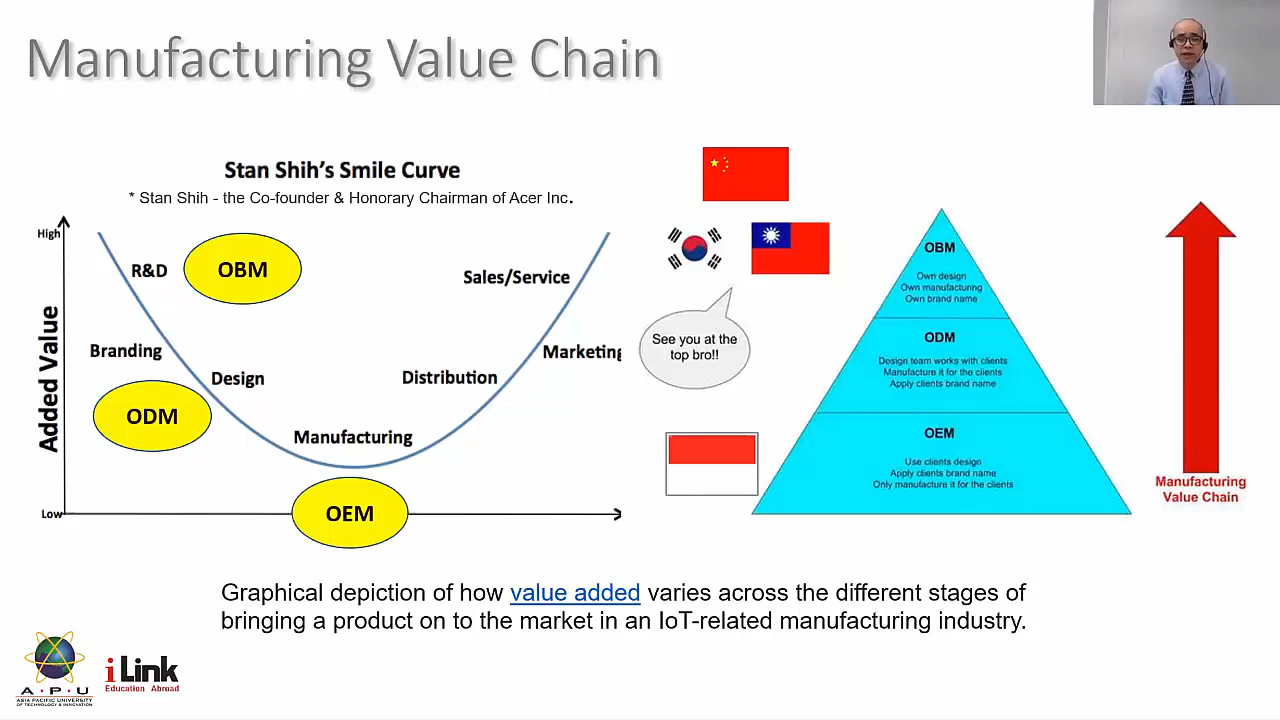 Manufacturing Value Chain
Stan Shih's Smile Curve
* Stan Shih - the Co-founder & Honorary Chairman of Acer Inc.
High
R&D
OBM
Sales/Service
Branding
Marketing
Design
Distribution
ODM
Added Value
Manufacturing
OEM
Low
See you at the
top bro!!
OBM
Own design
Own manufacturing
Own brand name
ODM
Design team works with clients
Manufacture it for the clients
Apply clients brand name
OEM
Use clients design
Apply clients brand name
Only manufacture it for the clients
Manufacturing
Value Chain
Graphical depiction of how value added varies across the different stages of
bringing a product on to the market in an IoT-related manufacturing industry.
A·P·U
ASIA PACIFIC UNIVERSITY
OF TECHNOLOGY & INNOVATION
iLink
Education Abroad